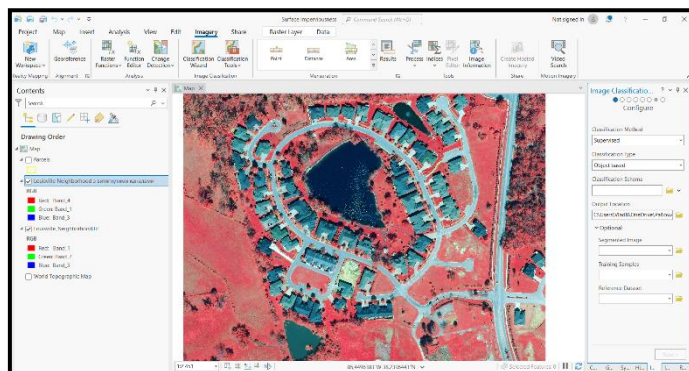 Surface Imperviousness
Command Search (Alt+Q)
Not signed in
Project Map Insert Analysis View Edit Imagery Share Raster Layer Data
New Workspace
Georeference
Raster Functions
Function Editor
Change Detection
Classification Wizard
Classification Tools
Point
Distance
Area
Results
Process
Indices
Pixel Editor
Image Information
Create Hosted Imagery
Video Search
Reality Mapping
Alignment
Analysis
Image Classification
Mensuration
Tools
Share
Motion Imagery
Contents
Search
Drawing Order
Map
Parcels
RGB
Red: Band_4
Green: Band_1
Blue: Band_3
RGB
Red: Band_1
Green: Band_2
Blue: Band_3
World Topographic Map
Map
Selected Features: 0
Image Classificatio...
Configure
Classification Method
Supervised
Classification Type
Object based
Classification Schema
Output Location
Optional
Segmented Image
Training Samples
Reference Dataset